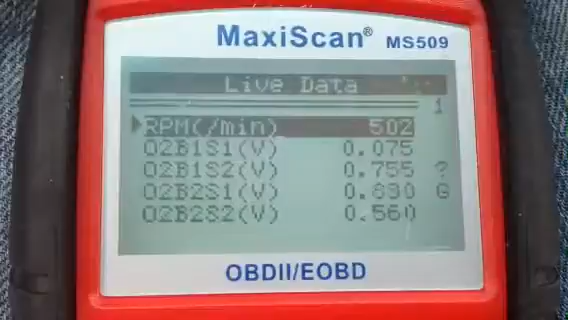 MaxiScan® MS509
Live Data
1
RPM(/min) 502
O2B1S1(V) 0.075
O2B1S2(V) 0.755 ?
O2B2S1(V) 0.690 G
O2B2S2(V) 0.560
OBDII/EOBD